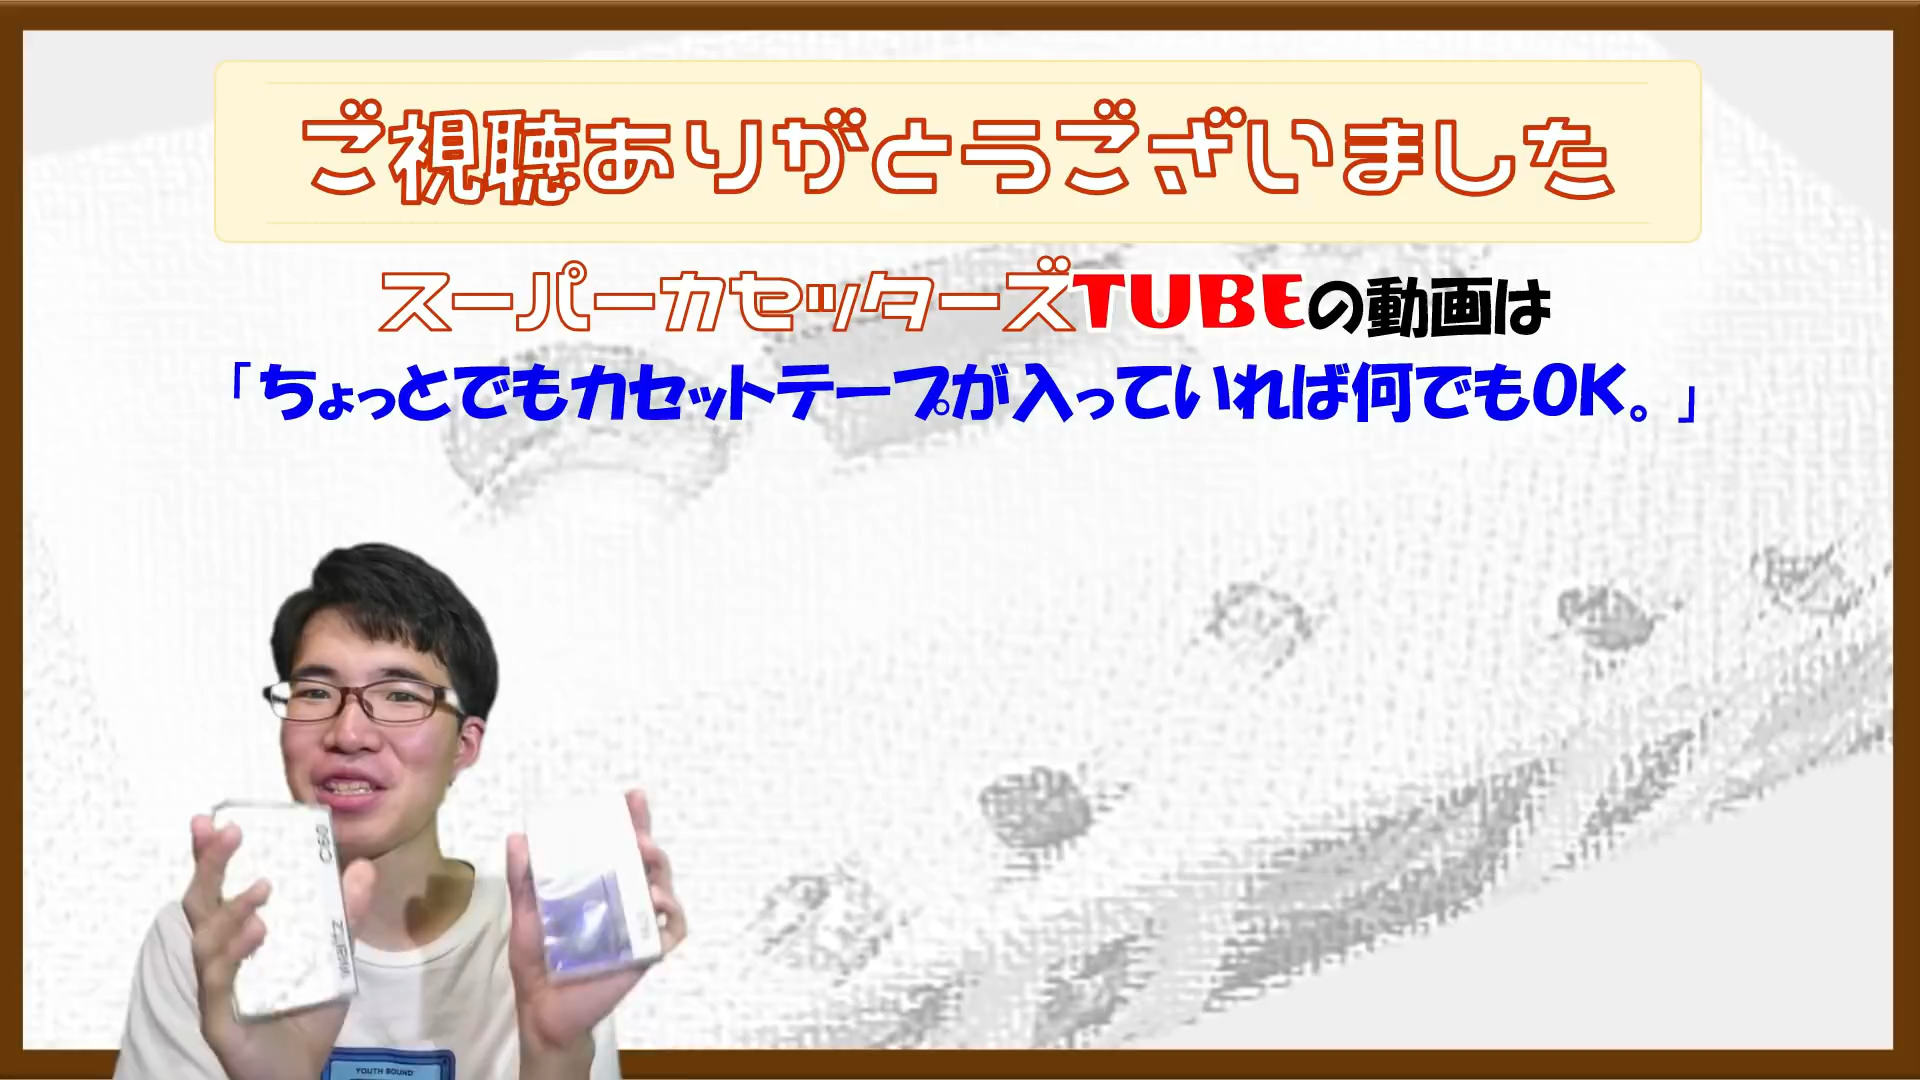 ご視聴ありがとうございました
スーパーカセッターズTUBEの動画は
「ちょっとでもカセットテープが入っていれば何でもOK。」
C90
YOUTH BOUND